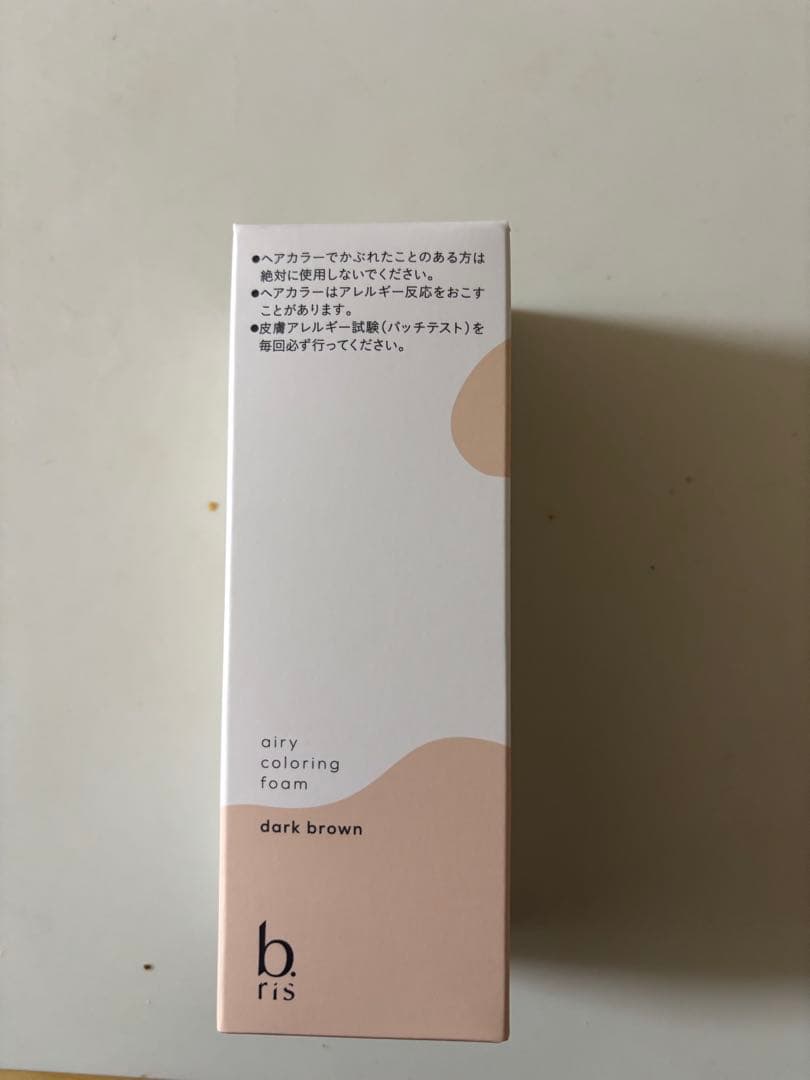 ●ヘアカラーでかぶれたことのある方は
絶対に使用しないでください。
●ヘアカラーはアレルギー反応をおこす
ことがあります。
●皮膚アレルギー試験(パッチテスト)を
毎回必ず行ってください。
airy
coloring
foam
dark brown
b.
ris